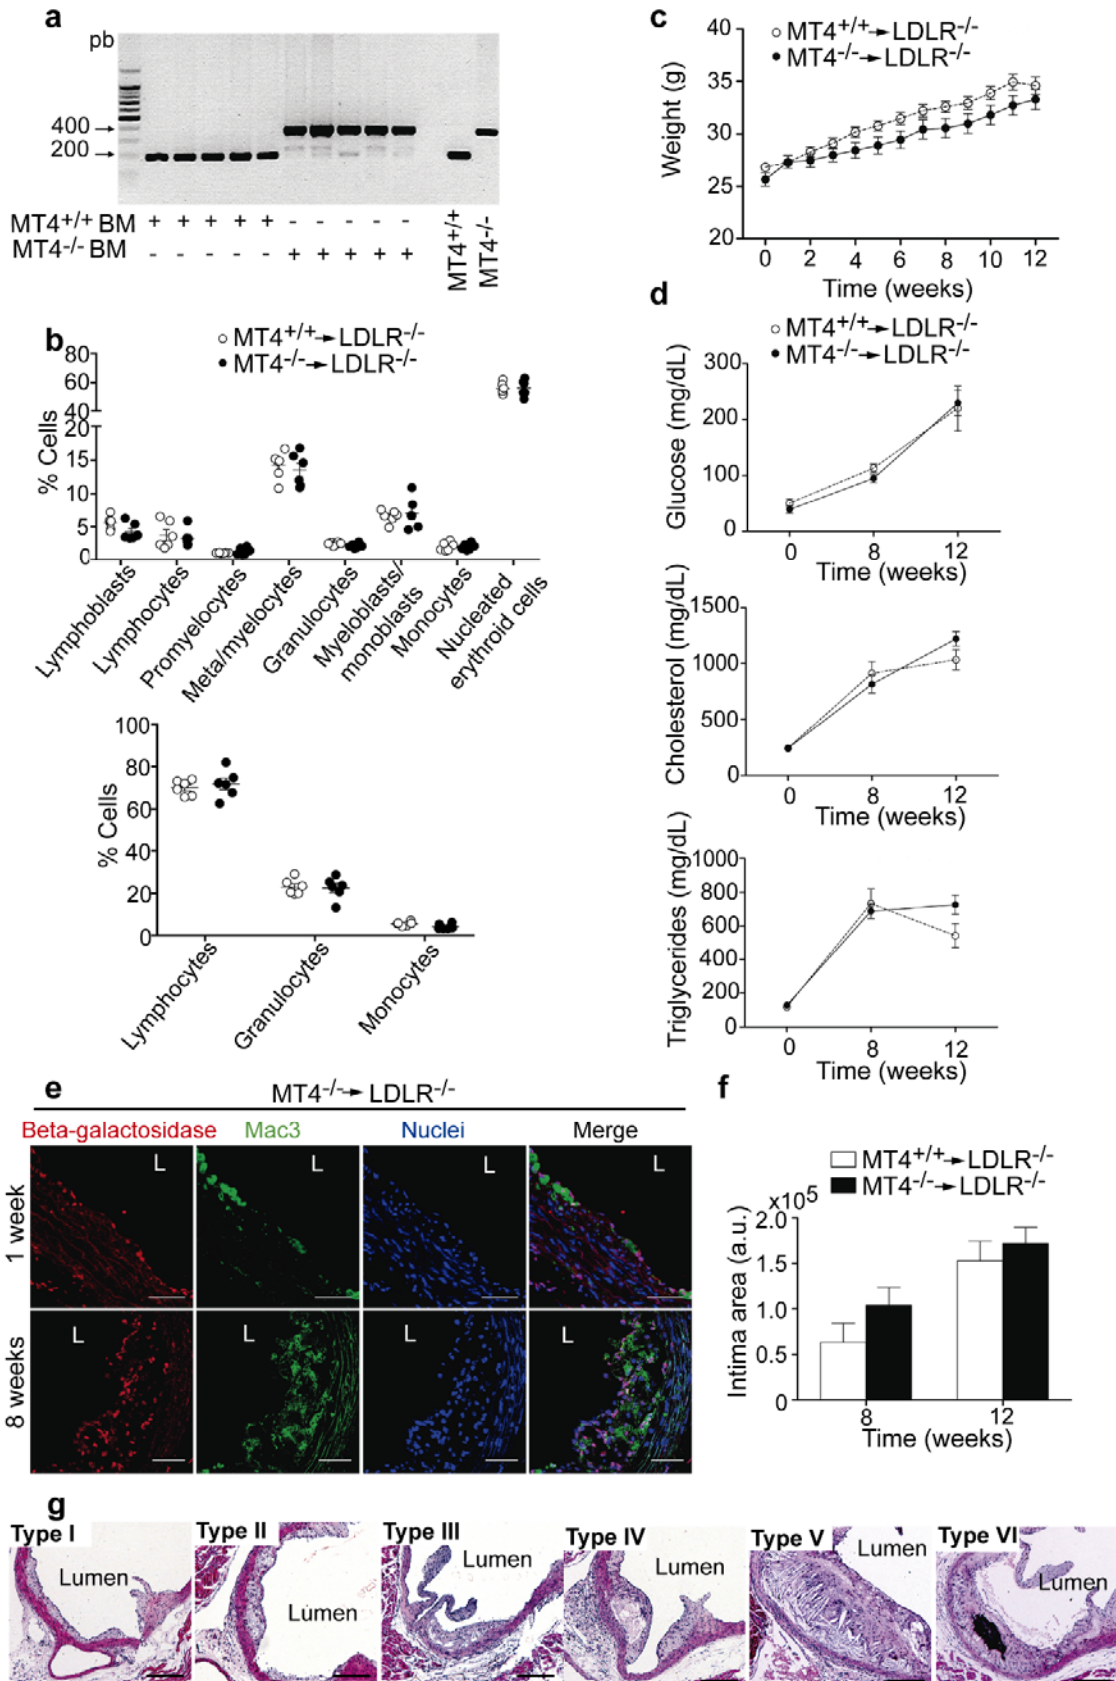 a
pb
400
200
MT4+/+ BM + + + + + - - - - -
MT4-/- BM - - - - - + + + + +
MT4+/+
MT4-/-
b
MT4+/+ → LDLR-/-
MT4-/- → LDLR-/-
% Cells
80
60
40
20
15
10
5
0
Lymphoblasts
Lymphocytes
Promyelocytes
Meta/myelocytes
Granulocytes
Myeloblasts/
monoblasts
Monocytes
Nucleated
erythroid cells
% Cells
100
80
60
40
20
0
Lymphocytes
Granulocytes
Monocytes
c
MT4+/+ → LDLR-/-
MT4-/- → LDLR-/-
Weight (g)
40
35
30
25
20
0 2 4 6 8 10 12
Time (weeks)
d
MT4+/+ → LDLR-/-
MT4-/- → LDLR-/-
Glucose (mg/dL)
300
200
100
0
0 8 12
Time (weeks)
Cholesterol (mg/dL)
1500
1000
500
0
0 8 12
Time (weeks)
Triglycerides (mg/dL)
1000
800
600
400
200
0
0 8 12
Time (weeks)
e
MT4-/- → LDLR-/-
Beta-galactosidase Mac3 Nuclei Merge
1 week
L L L L
8 weeks
L L L L
f
MT4+/+ → LDLR-/-
MT4-/- → LDLR-/-
x10^5
Intima area (a.u.)
2.0
1.5
1.0
0.5
0
8 12
Time (weeks)
g
Type I Type II Type III Type IV Type V Type VI
Lumen Lumen Lumen Lumen Lumen Lumen